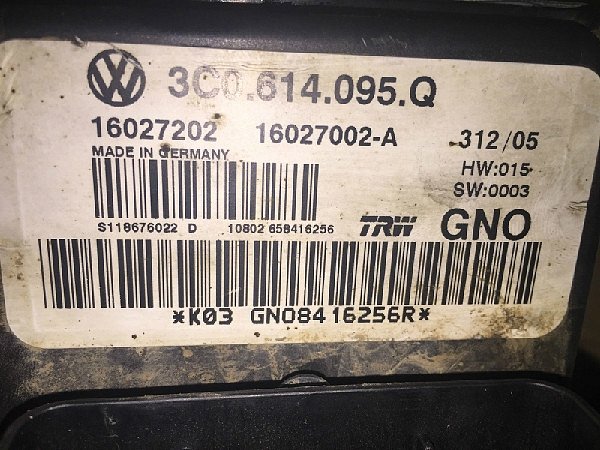 3C0.614.095.Q
16027202 16027002-A 312/05
MADE IN GERMANY
HW:015
SW:0003
S118676022 D 10802 658416256 TRW GNO
*K03 GNO8416256R*